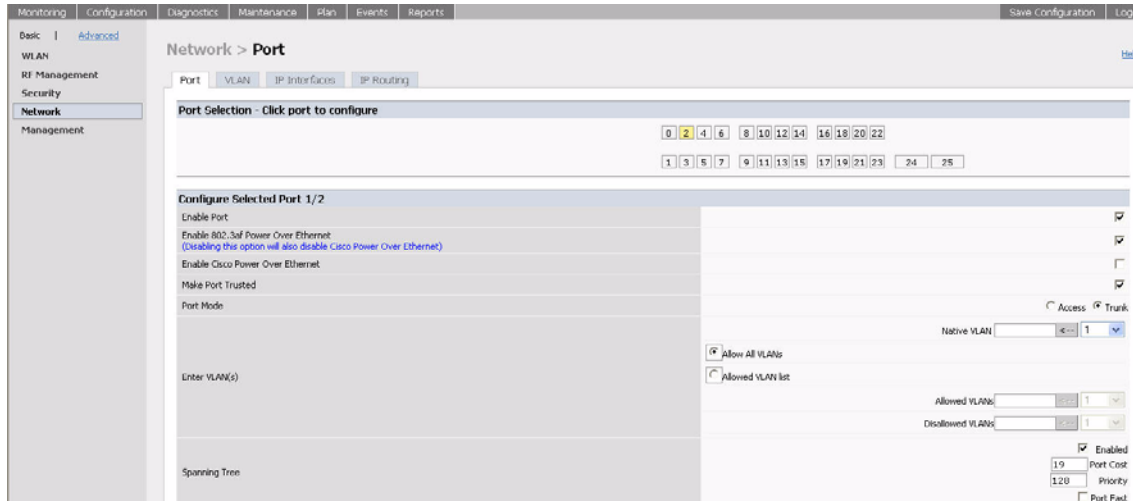 Monitoring Configuration Diagnostics Maintenance Plan Events Reports Save Configuration Log
Basic | Advanced
WLAN
RF Management
Security
Network
Management
Network > Port
Hel
Port VLAN IP Interfaces IP Routing
Port Selection - Click port to configure
0 2 4 6 8 10 12 14 16 18 20 22
1 3 5 7 9 11 13 15 17 19 21 23 24 25
Configure Selected Port 1/2
Enable Port
Enable 802.3af Power Over Ethernet
(Disabling this option will also disable Cisco Power Over Ethernet)
Enable Cisco Power Over Ethernet
Make Port Trusted
Port Mode Access Trunk
Enter VLAN(s)
Native VLAN <-- 1
Allow All VLANs
Allowed VLAN list
Allowed VLANs <-- 1
Disallowed VLANs <-- 1
Spanning Tree
Enabled
19 Port Cost
128 Priority
Port Fast